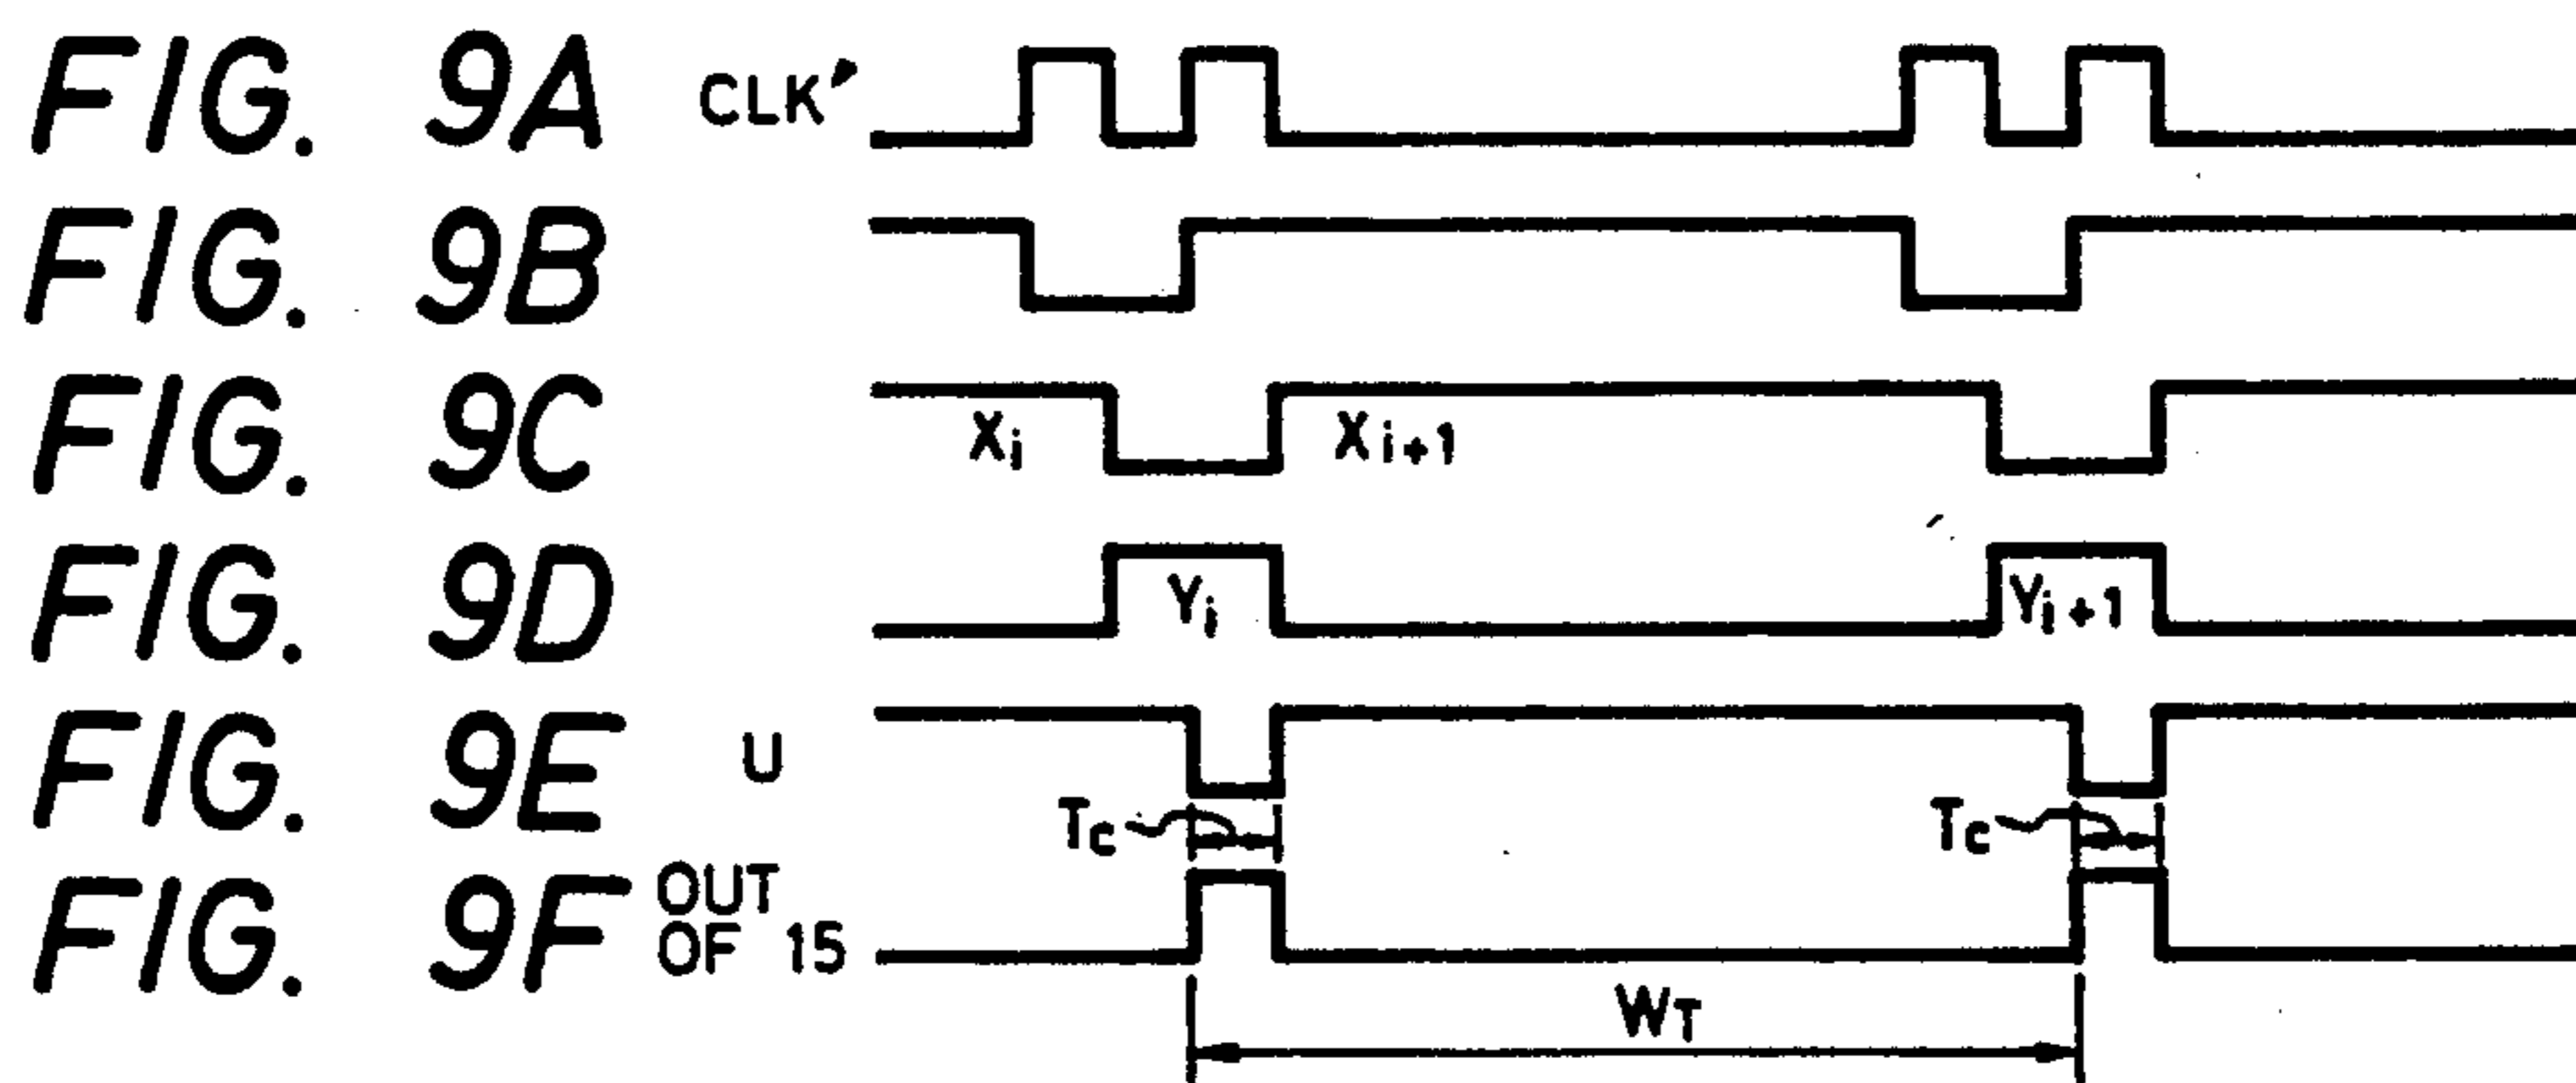 FIG. 9A CLK'
FIG. 9B
FIG. 9C Xi Xi+1
FIG. 9D Yi Yi+1
FIG. 9E U
Tc Tc
FIG. 9F OUT OF 15
WT